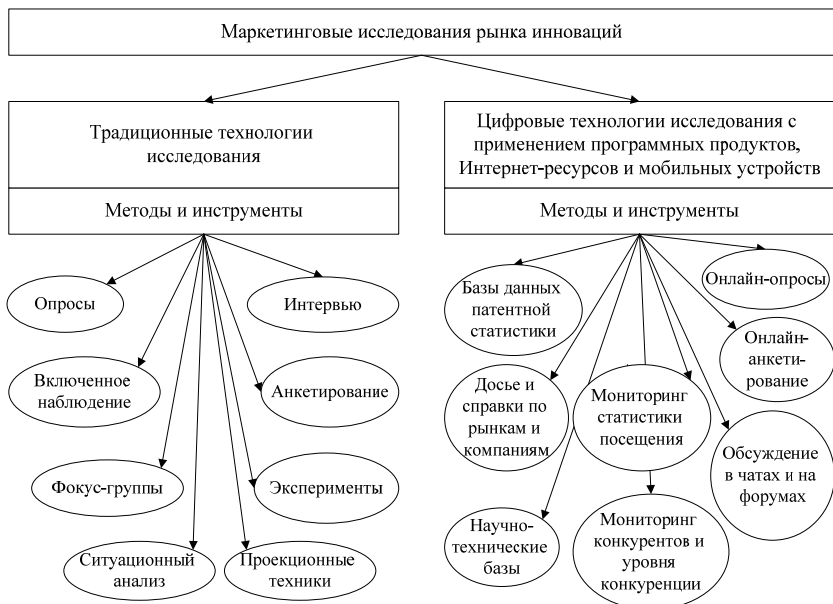 Маркетинговые исследования рынка инноваций
Традиционные технологии
исследования
Методы и инструменты
Опросы
Интервью
Включенное
наблюдение
Анкетирование
Фокус-группы
Эксперименты
Ситуационный
анализ
Проекционные
техники
Цифровые технологии исследования с
применением программных продуктов,
Интернет-ресурсов и мобильных устройств
Методы и инструменты
Базы данных
патентной
статистики
Онлайн-опросы
Онлайн-
анкети-
рование
Досье и
справки по
рынкам и
компаниям
Мониторинг
статистики
посещения
Обсуждение
в чатах и на
форумах
Научно-
технические
базы
Мониторинг
конкурентов и
уровня
конкуренции